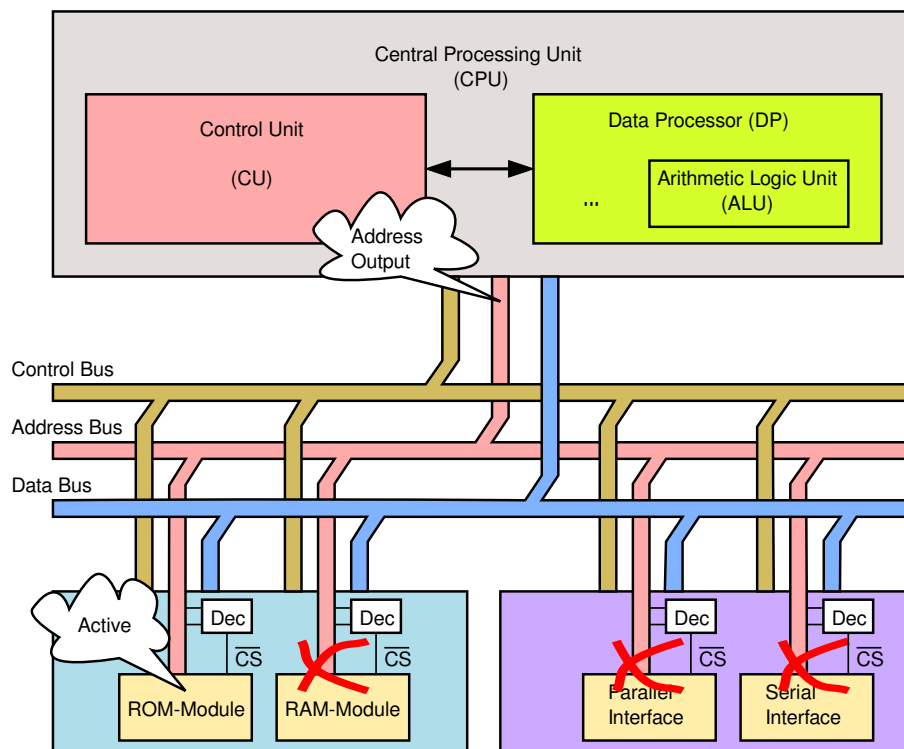 Central Processing Unit
(CPU)
Control Unit
(CU)
Data Processor (DP)
Arithmetic Logic Unit
(ALU)
...
Address
Output
Control Bus
Address Bus
Data Bus
Active
Dec
CS
ROM-Module
Dec
CS
RAM-Module
Dec
CS
Parallel
Interface
Dec
CS
Serial
Interface